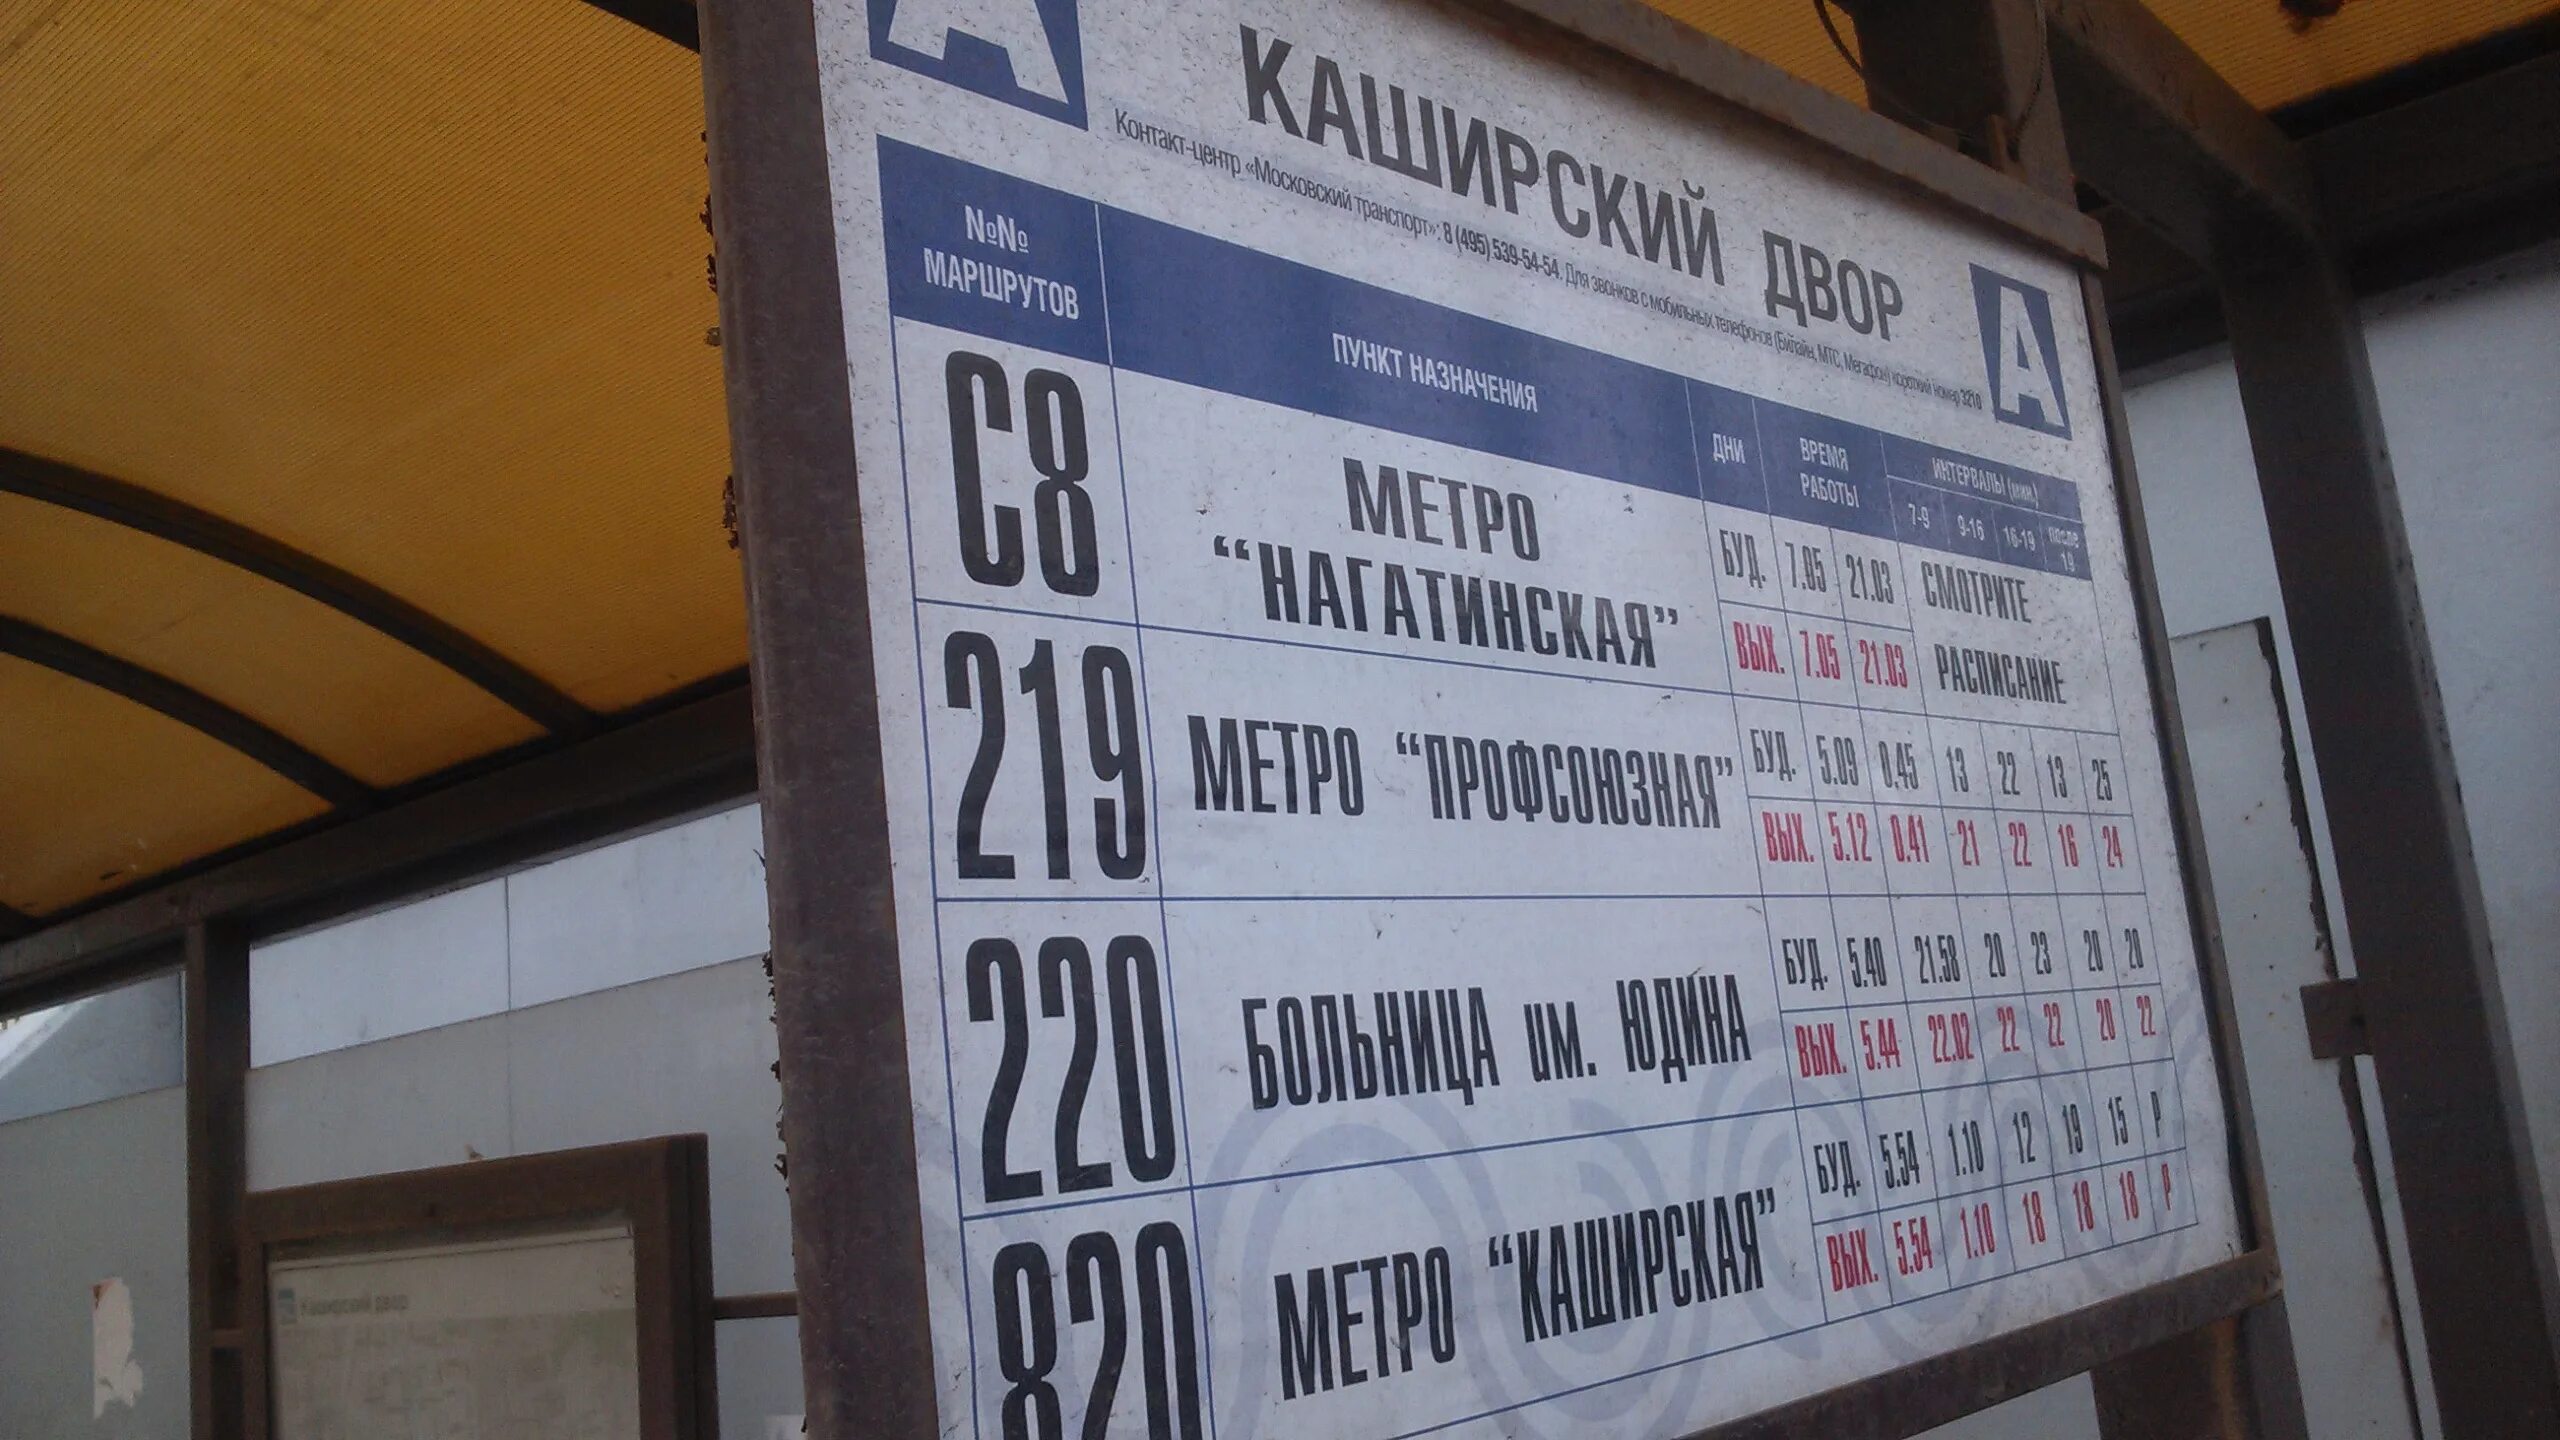 А
КАШИРСКИЙ ДВОР
А
Контакт-центр «Московский транспорт»: 8 (495) 539-54-54. Для звонков с мобильных телефонов (Билайн, МТС, Мегафон) короткий номер 3210
№№ МАРШРУТОВ ПУНКТ НАЗНАЧЕНИЯ ДНИ ВРЕМЯ РАБОТЫ ИНТЕРВАЛЫ (мин.)
7-9 9-16 16-19 после 19
С8 МЕТРО "НАГАТИНСКАЯ" БУД. 7.05 21.03 СМОТРИТЕ
ВЫХ. 7.05 21.03 РАСПИСАНИЕ
219 МЕТРО "ПРОФСОЮЗНАЯ" БУД. 5.09 0.45 13 22 13 25
ВЫХ. 5.12 0.41 21 22 16 24
220 БОЛЬНИЦА им. ЮДИНА БУД. 5.40 21.58 20 23 20 20
ВЫХ. 5.44 22.02 22 22 20 22
820 МЕТРО "КАШИРСКАЯ" БУД. 5.54 1.10 12 19 15 Р
ВЫХ. 5.54 1.10 18 18 18 Р
Каширский двор